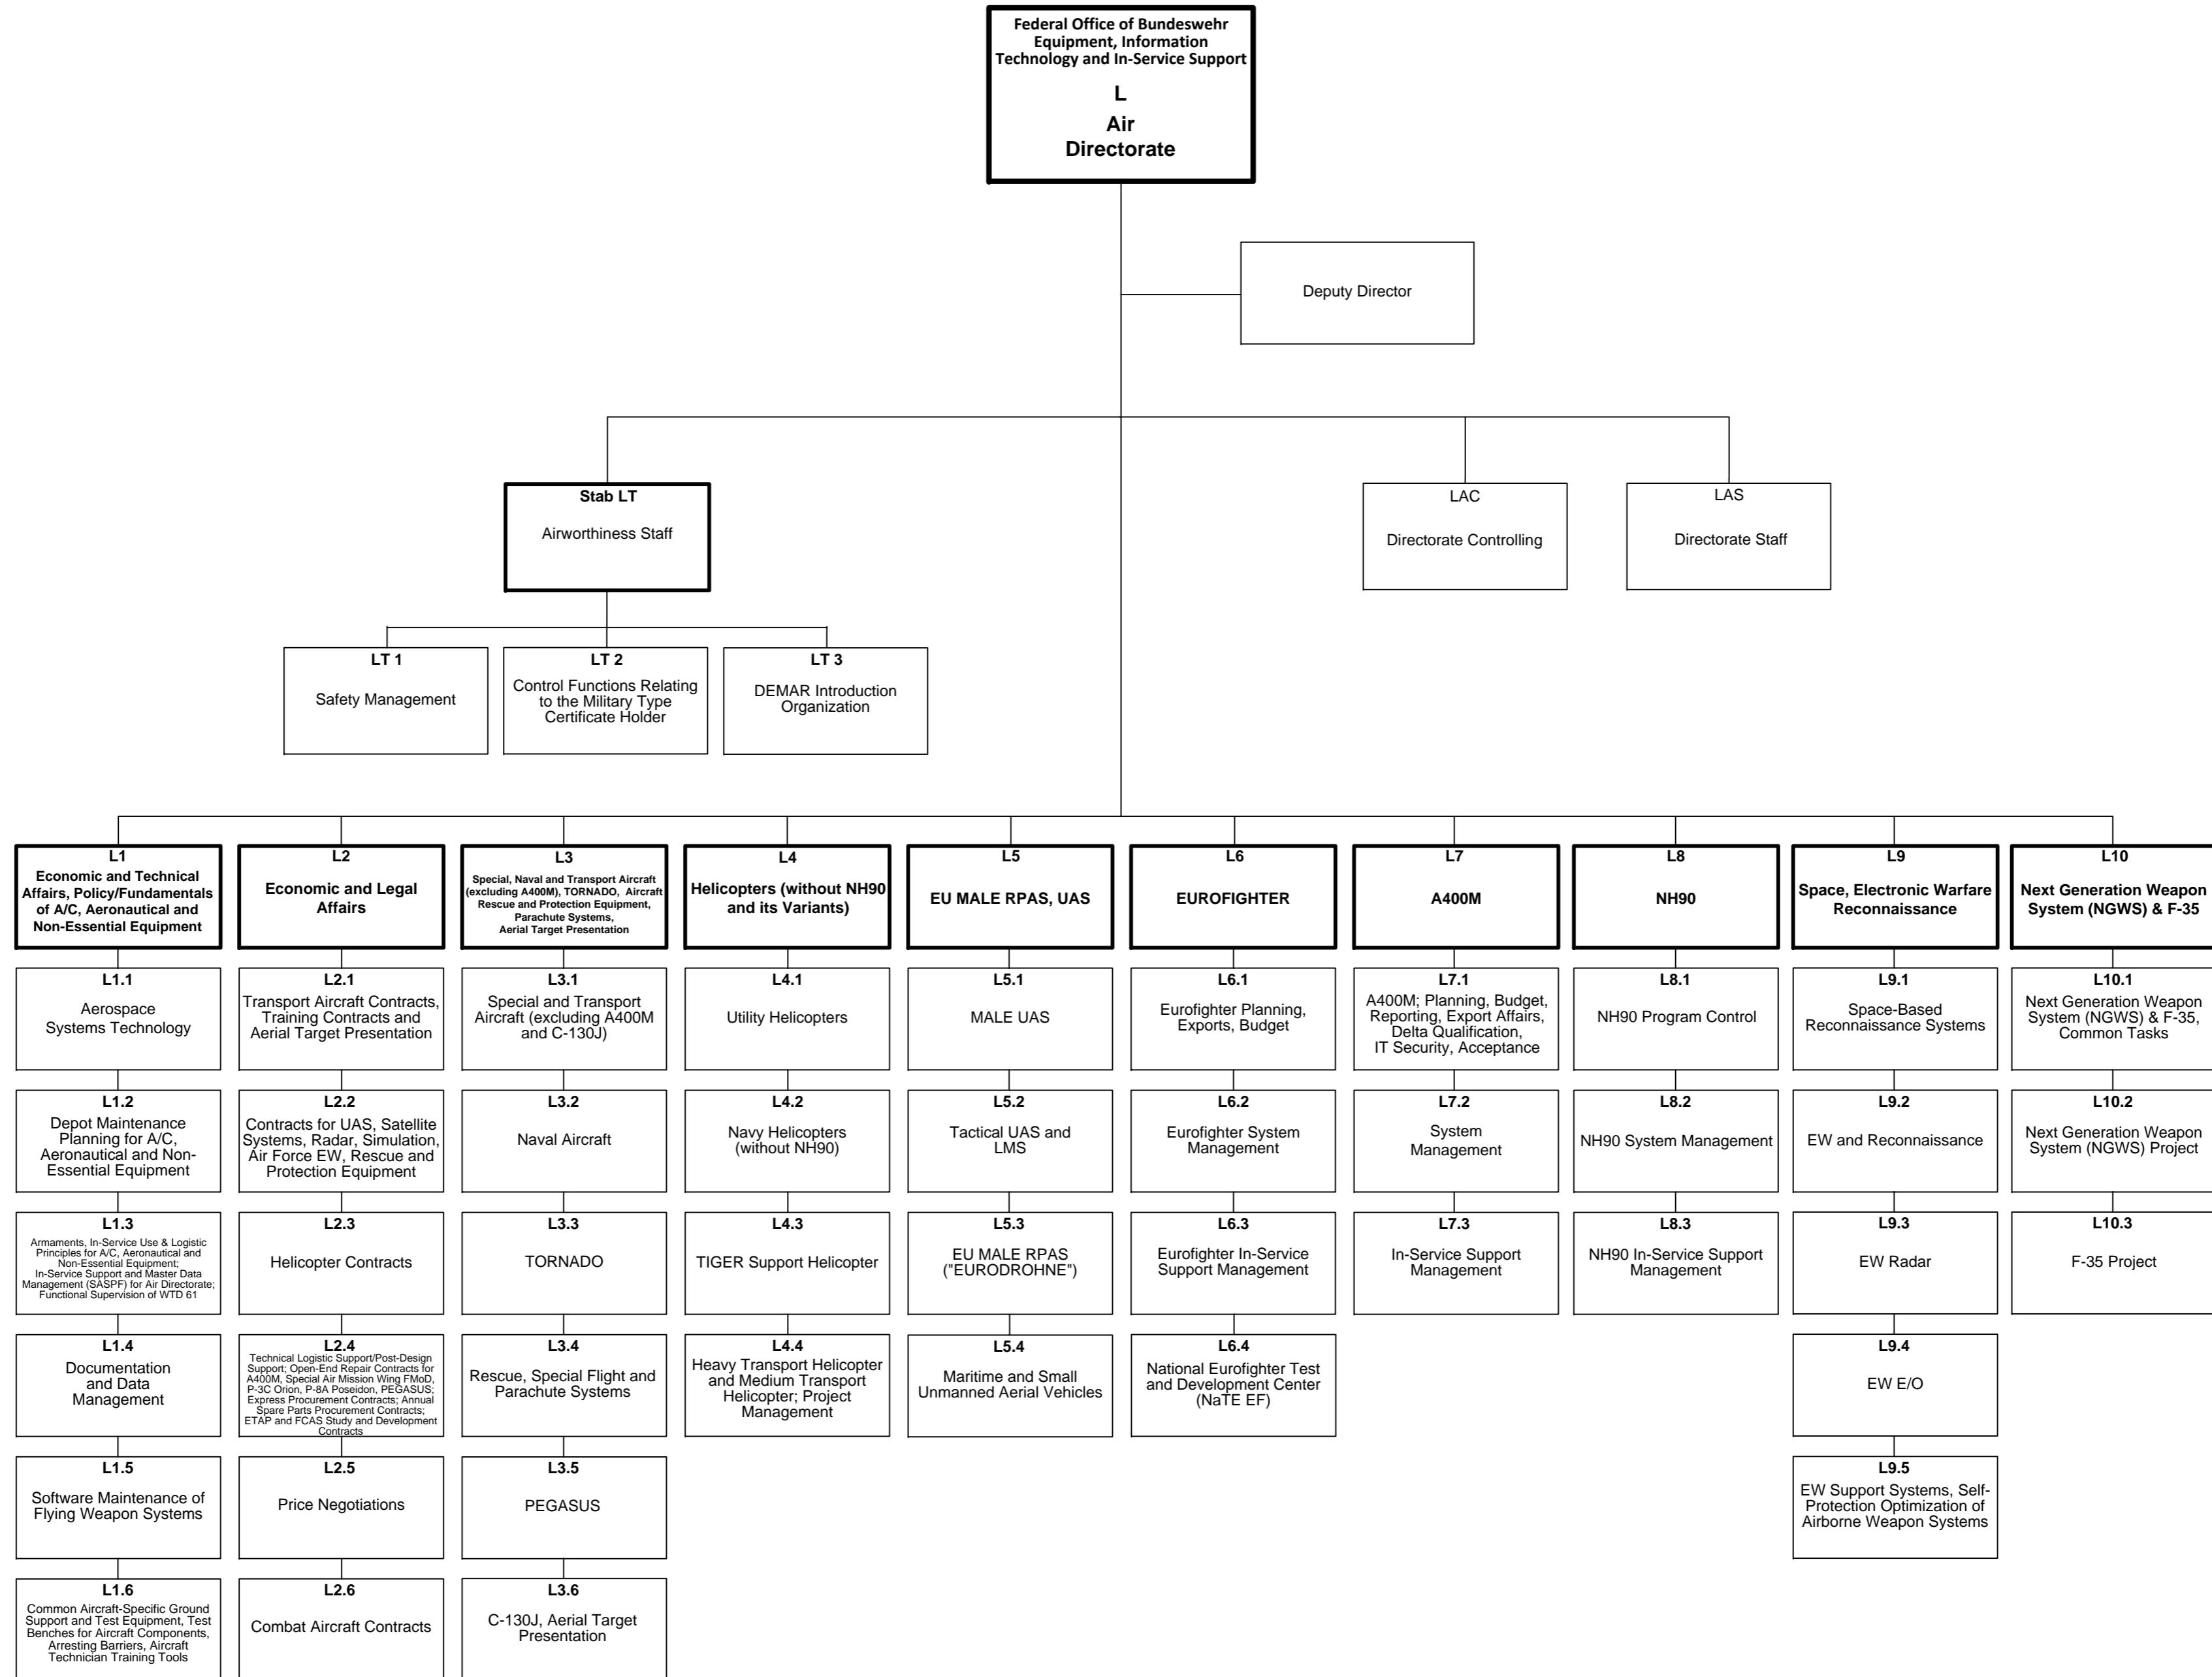 Federal Office of Bundeswehr
Equipment, Information
Technology and In-Service Support
L
Air
Directorate
Deputy Director
Stab LT
Airworthiness Staff
LAC
Directorate Controlling
LAS
Directorate Staff
LT 1
Safety Management
LT 2
Control Functions Relating
to the Military Type
Certificate Holder
LT 3
DEMAR Introduction
Organization
L1
Economic and Technical
Affairs, Policy/Fundamentals
of A/C, Aeronautical and
Non-Essential Equipment
L2
Economic and Legal
Affairs
L3
Special, Naval and Transport Aircraft
(excluding A400M), TORNADO, Aircraft
Rescue and Protection Equipment,
Parachute Systems,
Aerial Target Presentation
L4
Helicopters (without NH90
and its Variants)
L5
EU MALE RPAS, UAS
L6
EUROFIGHTER
L7
A400M
L8
NH90
L9
Space, Electronic Warfare
Reconnaissance
L10
Next Generation Weapon
System (NGWS) & F-35
L1.1
Aerospace
Systems Technology
L2.1
Transport Aircraft Contracts,
Training Contracts and
Aerial Target Presentation
L3.1
Special and Transport
Aircraft (excluding A400M
and C-130J)
L4.1
Utility Helicopters
L5.1
MALE UAS
L6.1
Eurofighter Planning,
Exports, Budget
L7.1
A400M; Planning, Budget,
Reporting, Export Affairs,
Delta Qualification,
IT Security, Acceptance
L8.1
NH90 Program Control
L9.1
Space-Based
Reconnaissance Systems
L10.1
Next Generation Weapon
System (NGWS) & F-35,
Common Tasks
L1.2
Depot Maintenance
Planning for A/C,
Aeronautical and Non-
Essential Equipment
L2.2
Contracts for UAS, Satellite
Systems, Radar, Simulation,
Air Force EW, Rescue and
Protection Equipment
L3.2
Naval Aircraft
L4.2
Navy Helicopters
(without NH90)
L5.2
Tactical UAS and
LMS
L6.2
Eurofighter System
Management
L7.2
System
Management
L8.2
NH90 System Management
L9.2
EW and Reconnaissance
L10.2
Next Generation Weapon
System (NGWS) Project
L1.3
Armaments, In-Service Use & Logistic
Principles for A/C, Aeronautical and
Non-Essential Equipment;
In-Service Support and Master Data
Management (SASPF) for Air Directorate;
Functional Supervision of WTD 61
L2.3
Helicopter Contracts
L3.3
TORNADO
L4.3
TIGER Support Helicopter
L5.3
EU MALE RPAS
("EURODROHNE")
L6.3
Eurofighter In-Service
Support Management
L7.3
In-Service Support
Management
L8.3
NH90 In-Service Support
Management
L9.3
EW Radar
L10.3
F-35 Project
L1.4
Documentation
and Data
Management
L2.4
Technical Logistic Support/Post-Design
Support; Open-End Repair Contracts for
A400M, Special Air Mission Wing FMoD,
P-3C Orion, P-8A Poseidon, PEGASUS;
Express Procurement Contracts; Annual
Spare Parts Procurement Contracts;
ETAP and FCAS Study and Development
Contracts
L3.4
Rescue, Special Flight and
Parachute Systems
L4.4
Heavy Transport Helicopter
and Medium Transport
Helicopter; Project
Management
L5.4
Maritime and Small
Unmanned Aerial Vehicles
L6.4
National Eurofighter Test
and Development Center
(NaTE EF)
L9.4
EW E/O
L1.5
Software Maintenance of
Flying Weapon Systems
L2.5
Price Negotiations
L3.5
PEGASUS
L9.5
EW Support Systems, Self-
Protection Optimization of
Airborne Weapon Systems
L1.6
Common Aircraft-Specific Ground
Support and Test Equipment, Test
Benches for Aircraft Components,
Arresting Barriers, Aircraft
Technician Training Tools
L2.6
Combat Aircraft Contracts
L3.6
C-130J, Aerial Target
Presentation